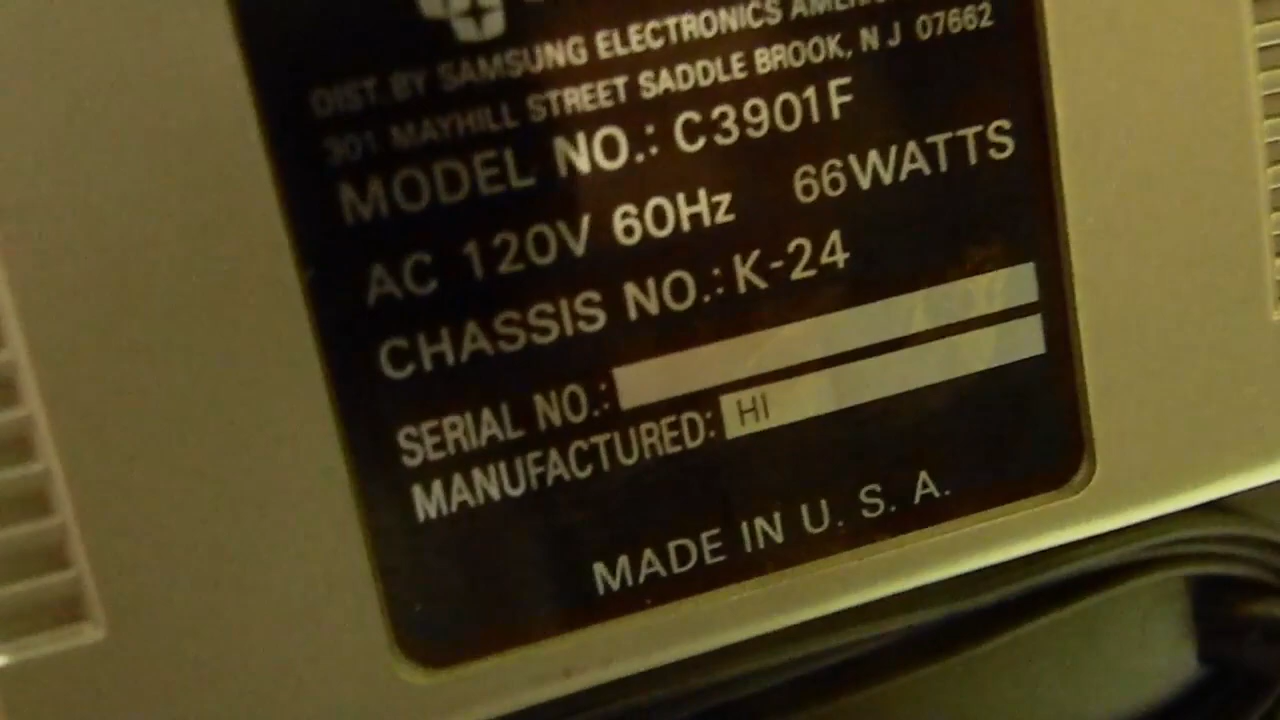 DIST. BY SAMSUNG ELECTRONICS
301 MAYHILL STREET SADDLE BROOK, N J 07662
MODEL NO.: C3901F
AC 120V 60Hz 66WATTS
CHASSIS NO.: K-24
SERIAL NO.:
MANUFACTURED: HI
MADE IN U. S. A.